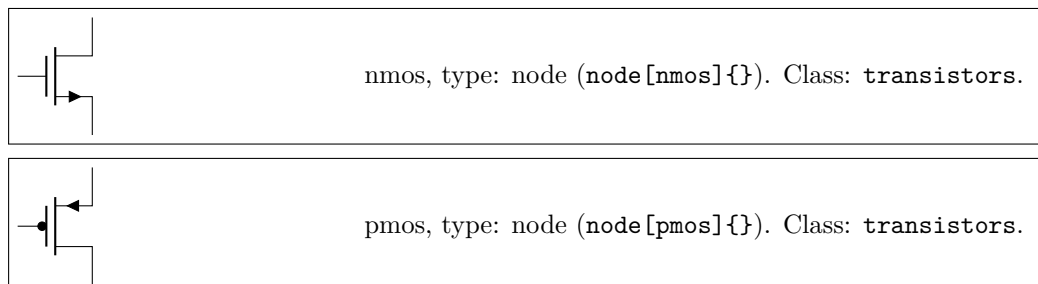 nmos, type: node (node[nmos]{}). Class: transistors.
pmos, type: node (node[pmos]{}). Class: transistors.